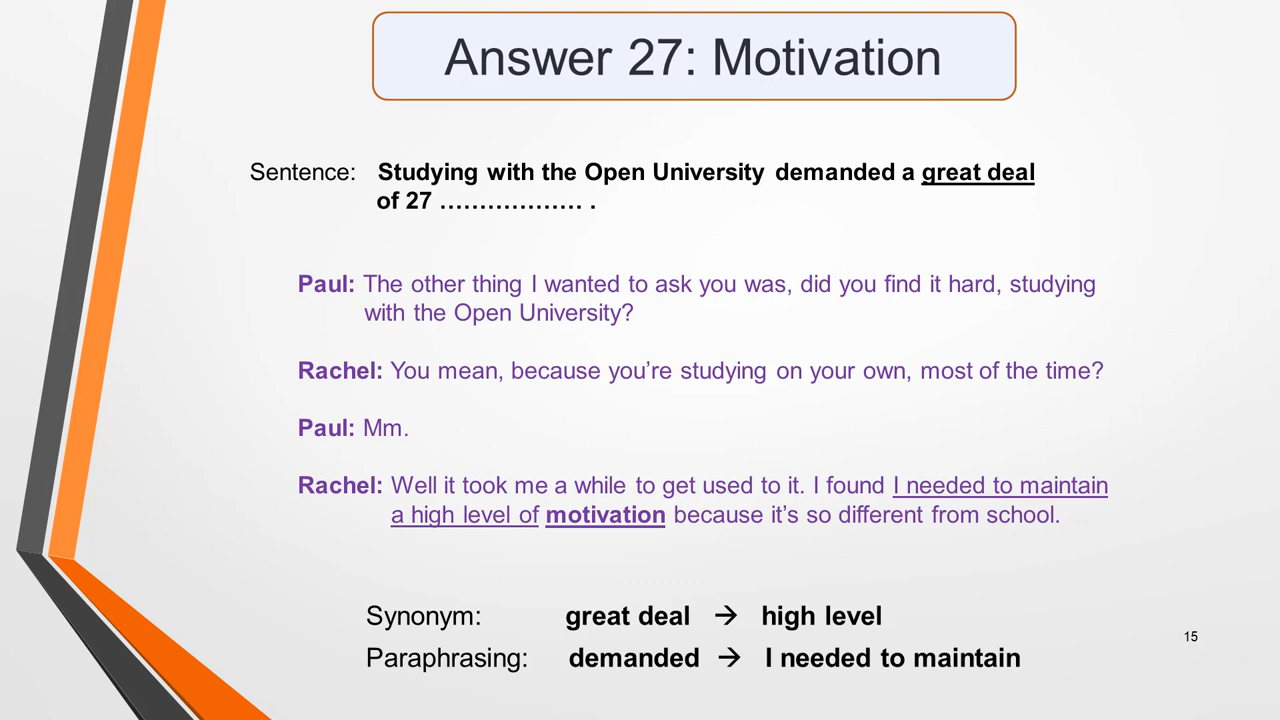 Answer 27: Motivation
Sentence: Studying with the Open University demanded a great deal
of 27 .................. .
Paul: The other thing I wanted to ask you was, did you find it hard, studying
with the Open University?
Rachel: You mean, because you’re studying on your own, most of the time?
Paul: Mm.
Rachel: Well it took me a while to get used to it. I found I needed to maintain
a high level of motivation because it’s so different from school.
Synonym: great deal → high level
15
Paraphrasing: demanded → I needed to maintain